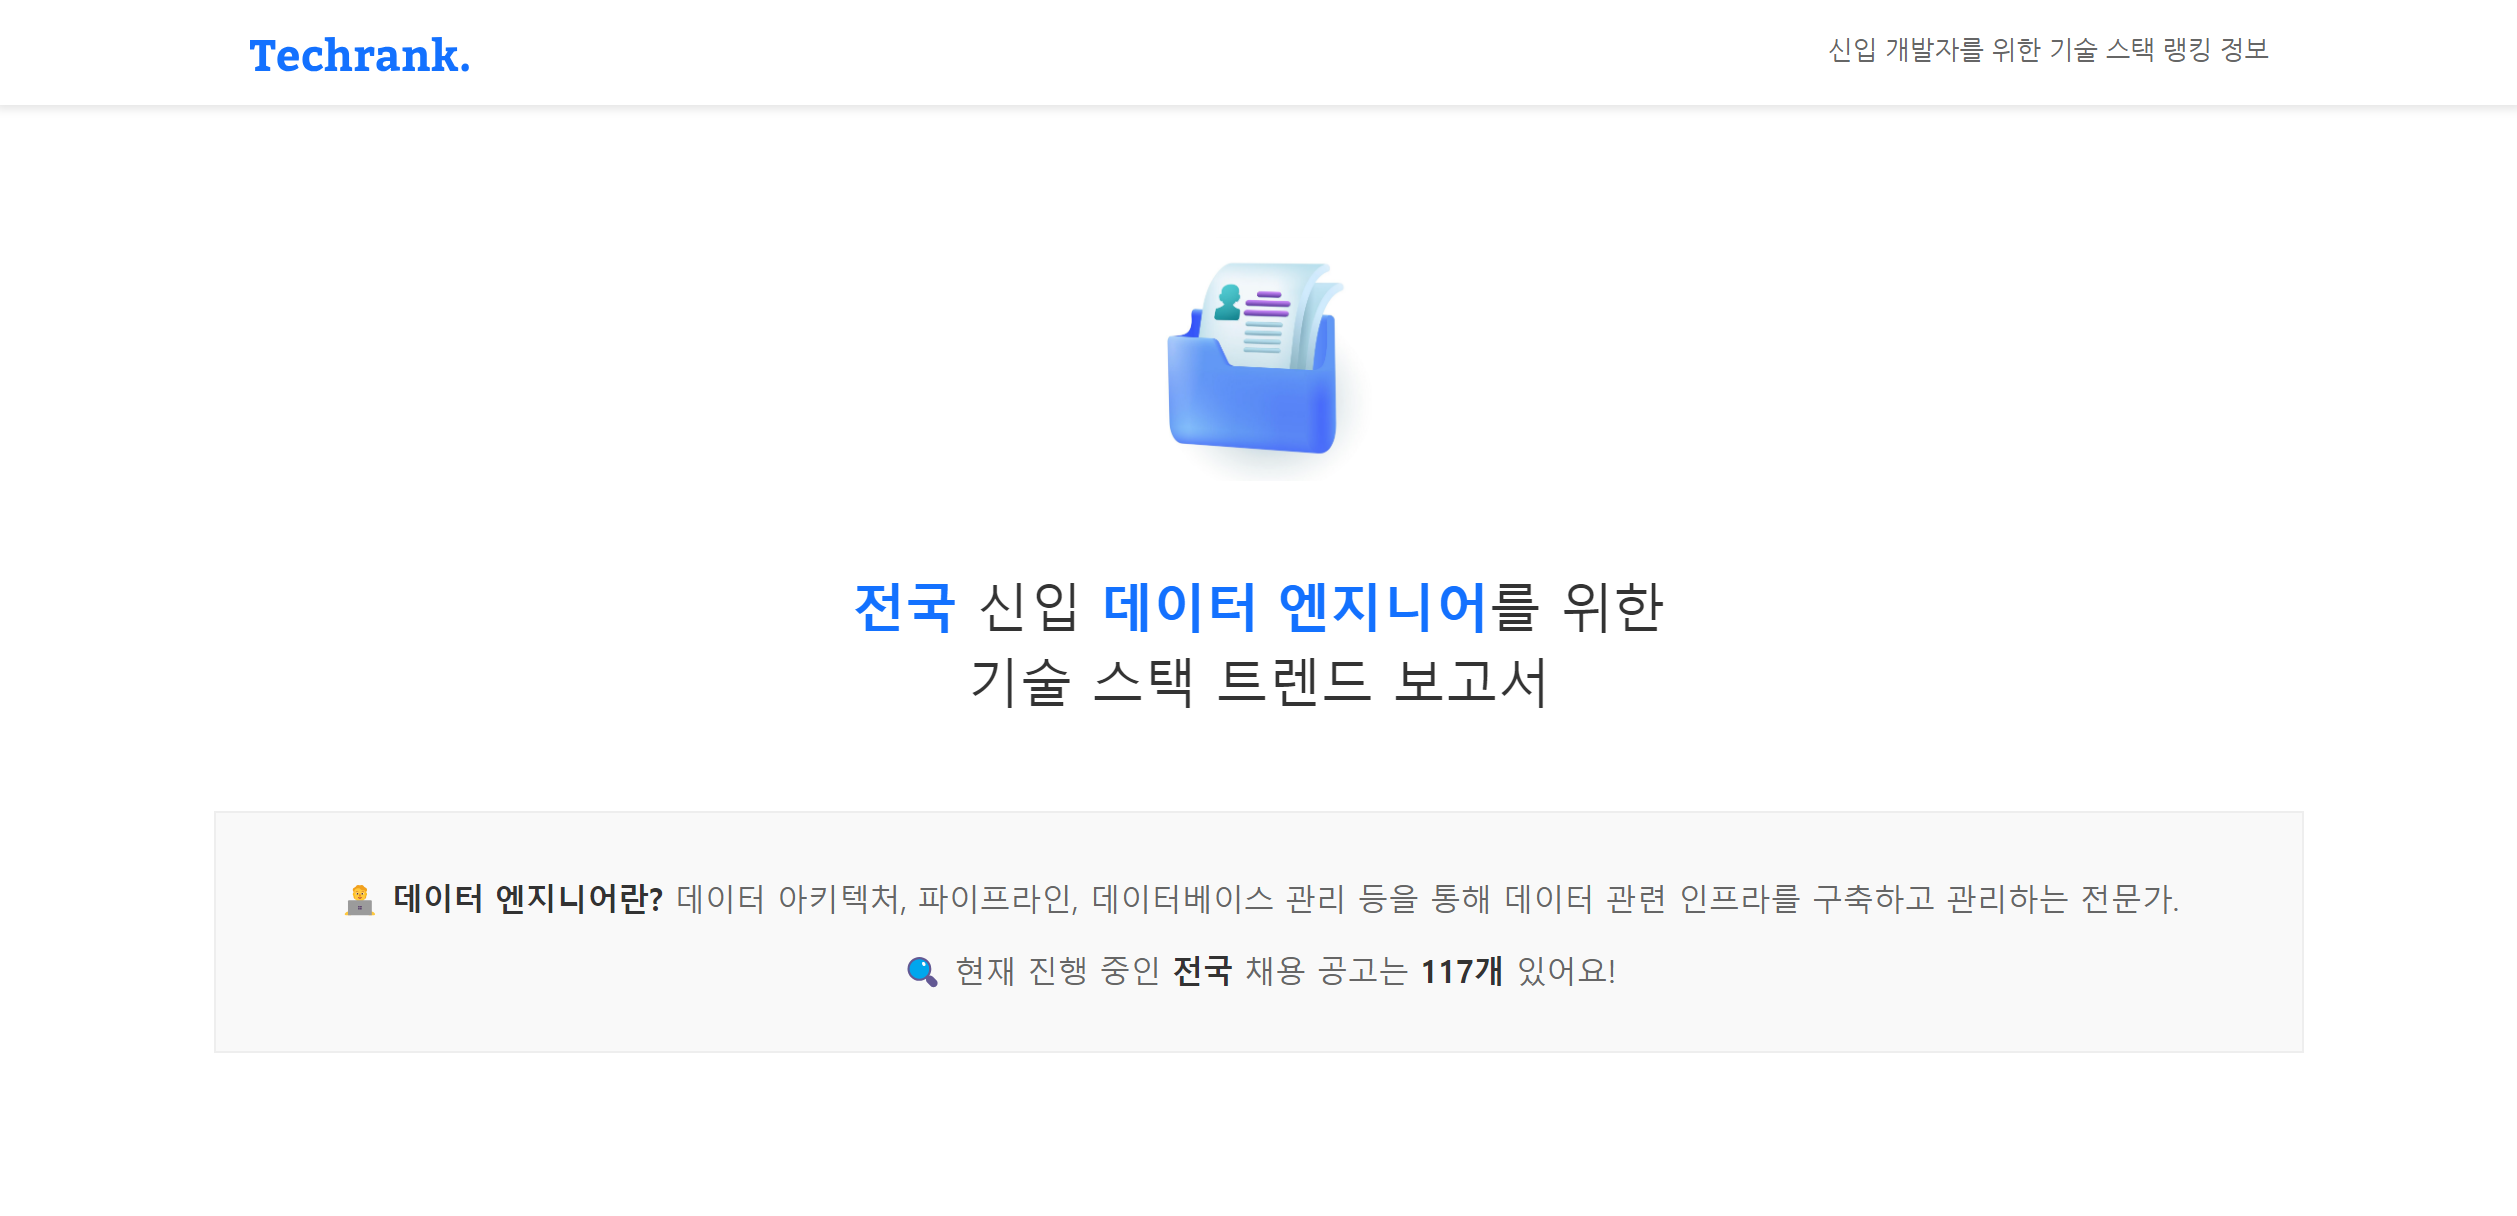 Techrank.
신입 개발자를 위한 기술 스택 랭킹 정보
전국 신입 데이터 엔지니어를 위한
기술 스택 트렌드 보고서
데이터 엔지니어란? 데이터 아키텍처, 파이프라인, 데이터베이스 관리 등을 통해 데이터 관련 인프라를 구축하고 관리하는 전문가.
현재 진행 중인 전국 채용 공고는 117개 있어요!